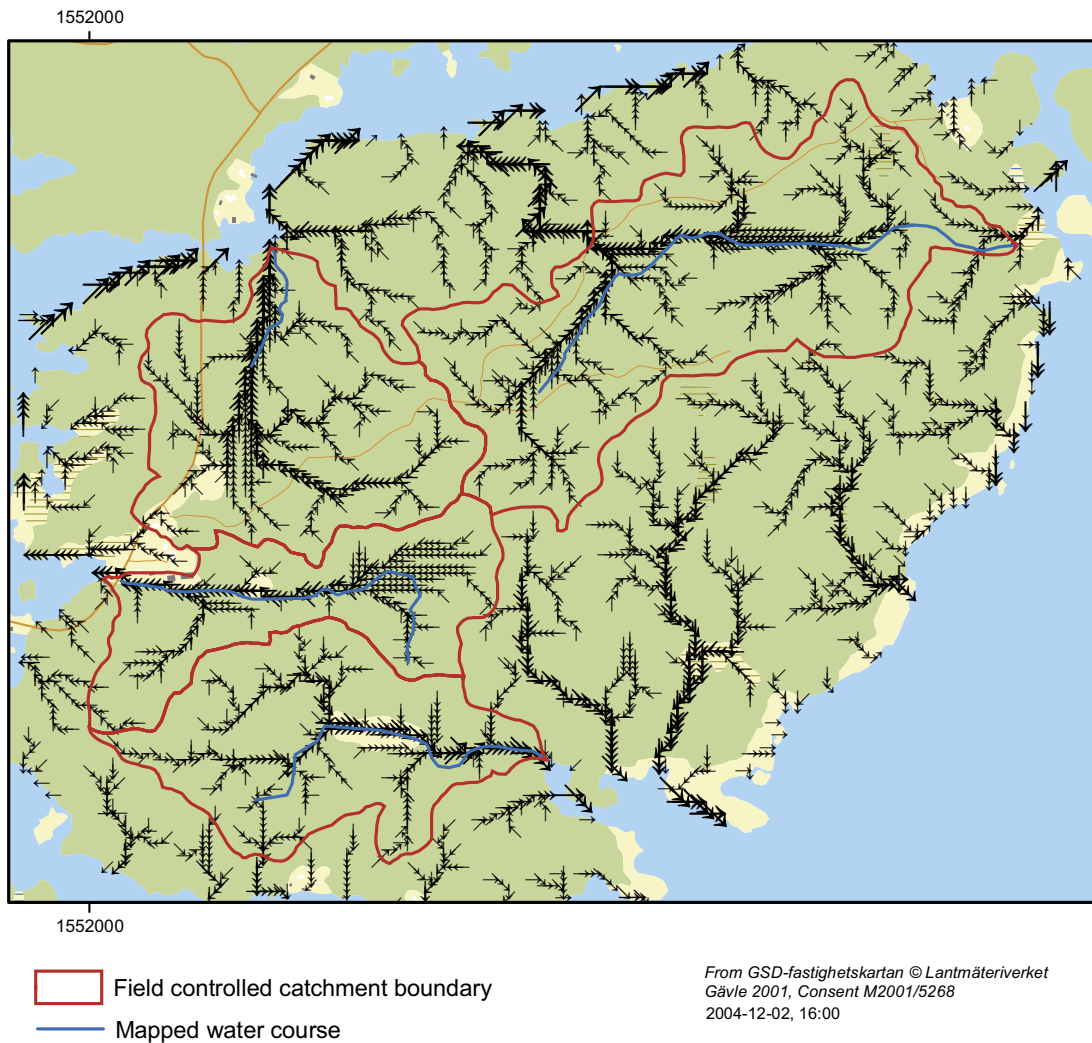 1552000
1552000
Field controlled catchment boundary
Mapped water course
From GSD-fastighetskartan © Lantmäteriverket
Gävle 2001, Consent M2001/5268
2004-12-02, 16:00